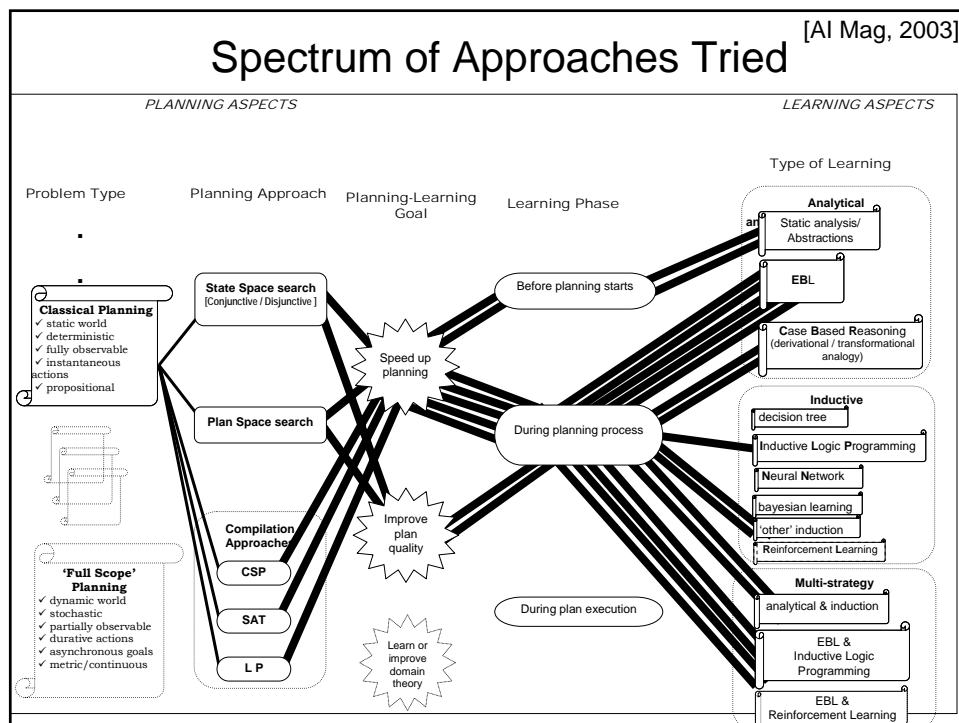 [AI Mag, 2003]
Spectrum of Approaches Tried
PLANNING ASPECTS
LEARNING ASPECTS
Type of Learning
Problem Type
Planning Approach
Planning-Learning
Goal
Learning Phase
Classical Planning
✓ static world
✓ deterministic
✓ fully observable
✓ instantaneous
actions
✓ propositional
'Full Scope'
Planning
✓ dynamic world
✓ stochastic
✓ partially observable
✓ durative actions
✓ asynchronous goals
✓ metric/continuous
State Space search
[Conjunctive / Disjunctive ]
Plan Space search
Compilation
Approaches
CSP
SAT
L P
Speed up
planning
Improve
plan
quality
Learn or
improve
domain
theory
Before planning starts
During planning process
During plan execution
Analytical
an
Static analysis/
Abstractions
EBL
Case Based Reasoning
(derivational / transformational
analogy)
Inductive
decision tree
Inductive Logic Programming
Neural Network
bayesian learning
'other' induction
Reinforcement Learning
Multi-strategy
analytical & induction
EBL &
Inductive Logic
Programming
EBL &
Reinforcement Learning